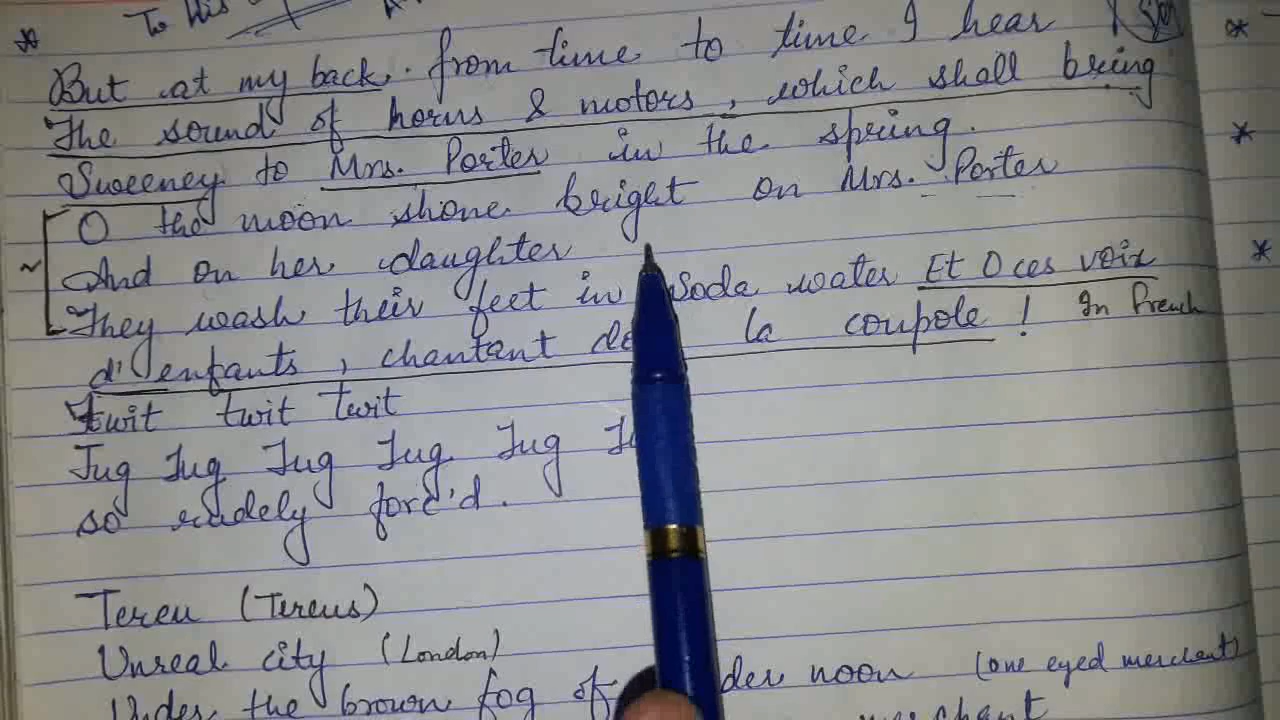 To His
But at my back. from time to time I hear
The sound of horns & motors, which shall bring
Sweeney to Mrs. Porter in the spring.
O the moon shone bright on Mrs. Porter
And on her daughter
They wash their feet in Soda water Et O ces voix
d'enfants, chantant la coupole ! In French
Twit twit twit
Jug Jug Jug Jug Jug
so rudely forc'd.
Tereu (Tereus)
Unreal city (London)
Under the brown fog of noon (one eyed merchant)
merchant